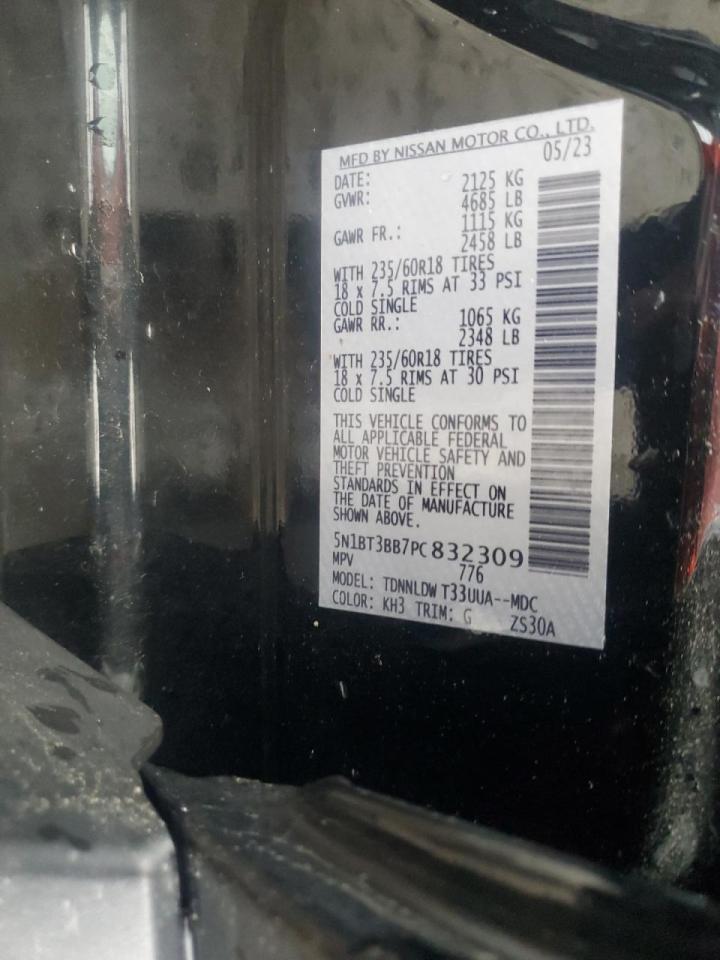 MFD BY NISSAN MOTOR CO., LTD.
DATE: 05/23
GVWR: 2125 KG
4685 LB
GAWR FR.: 1115 KG
2458 LB
WITH 235/60R18 TIRES
18 x 7.5 RIMS AT 33 PSI
COLD SINGLE
GAWR RR.: 1065 KG
2348 LB
WITH 235/60R18 TIRES
18 x 7.5 RIMS AT 30 PSI
COLD SINGLE
THIS VEHICLE CONFORMS TO
ALL APPLICABLE FEDERAL
MOTOR VEHICLE SAFETY AND
THEFT PREVENTION
STANDARDS IN EFFECT ON
THE DATE OF MANUFACTURE
SHOWN ABOVE.
5N1BT3BB7PC832309
MPV 776
MODEL: TDNNLDW T33UUA--MDC
COLOR: KH3 TRIM: G ZS30A